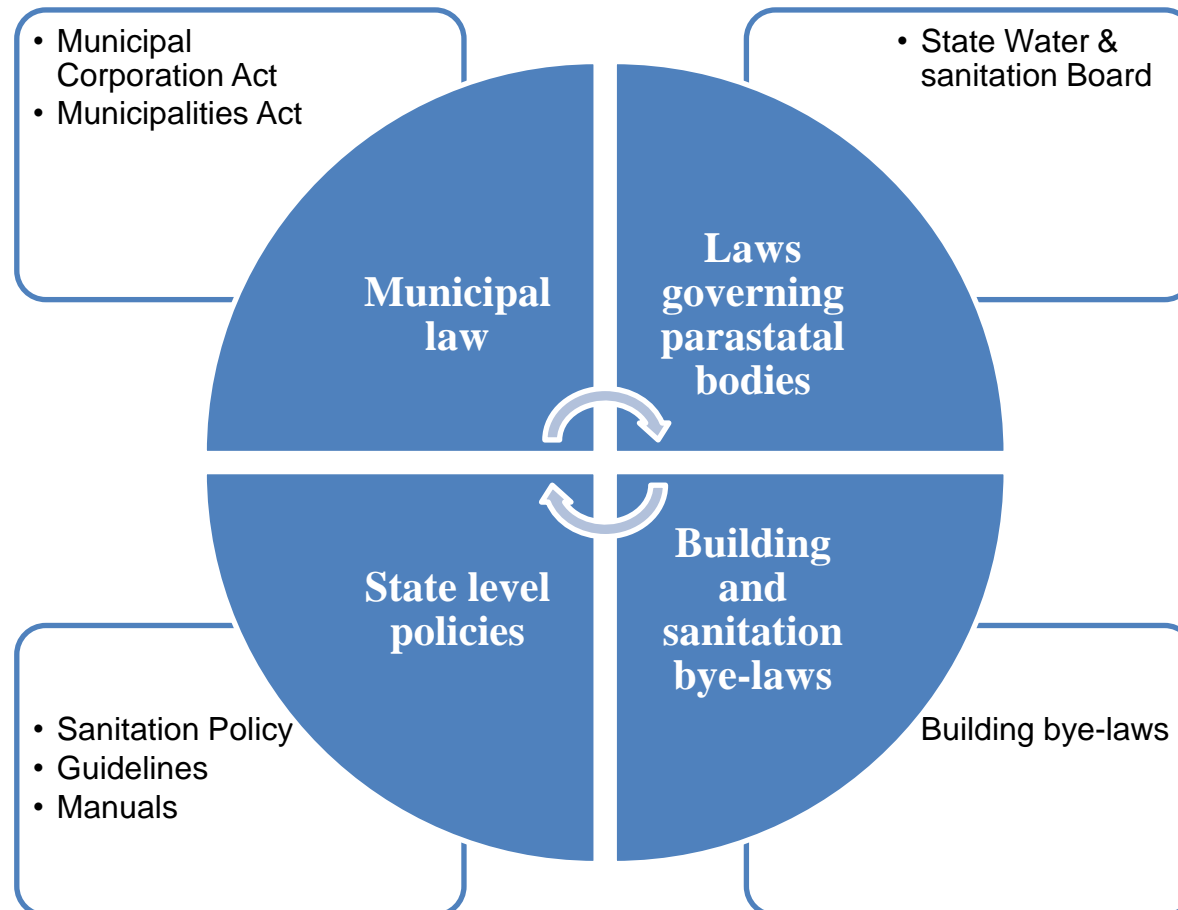 • Municipal
Corporation Act
• Municipalities Act
• State Water &
sanitation Board
Municipal
law
Laws
governing
parastatal
bodies
State level
policies
Building
and
sanitation
bye-laws
• Sanitation Policy
• Guidelines
• Manuals
Building bye-laws